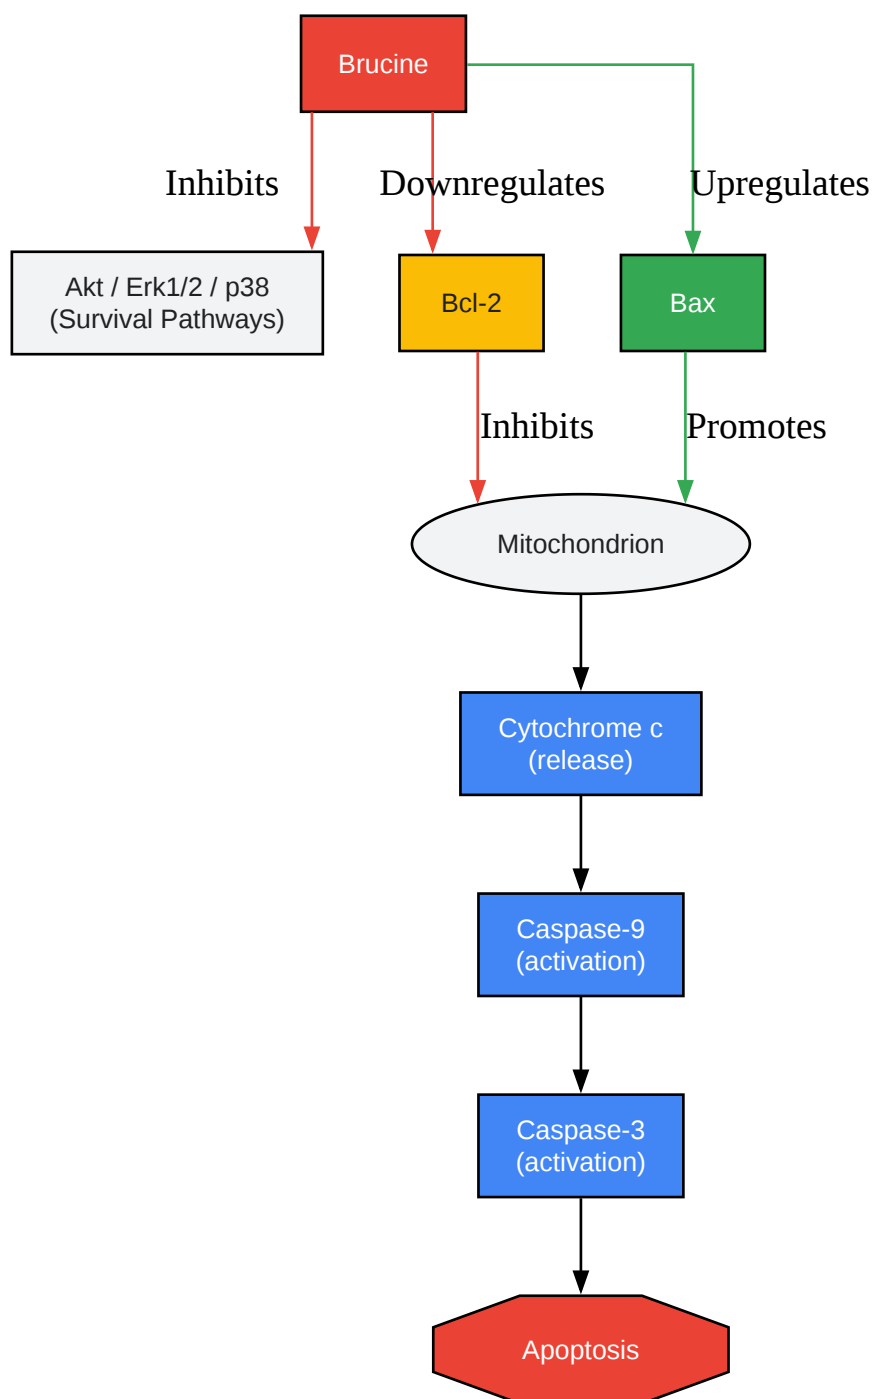 Brucine
Inhibits
Downregulates
Upregulates
Akt / Erk1/2 / p38
(Survival Pathways)
Bcl-2
Bax
Inhibits
Promotes
Mitochondrion
Cytochrome c
(release)
Caspase-9
(activation)
Caspase-3
(activation)
Apoptosis